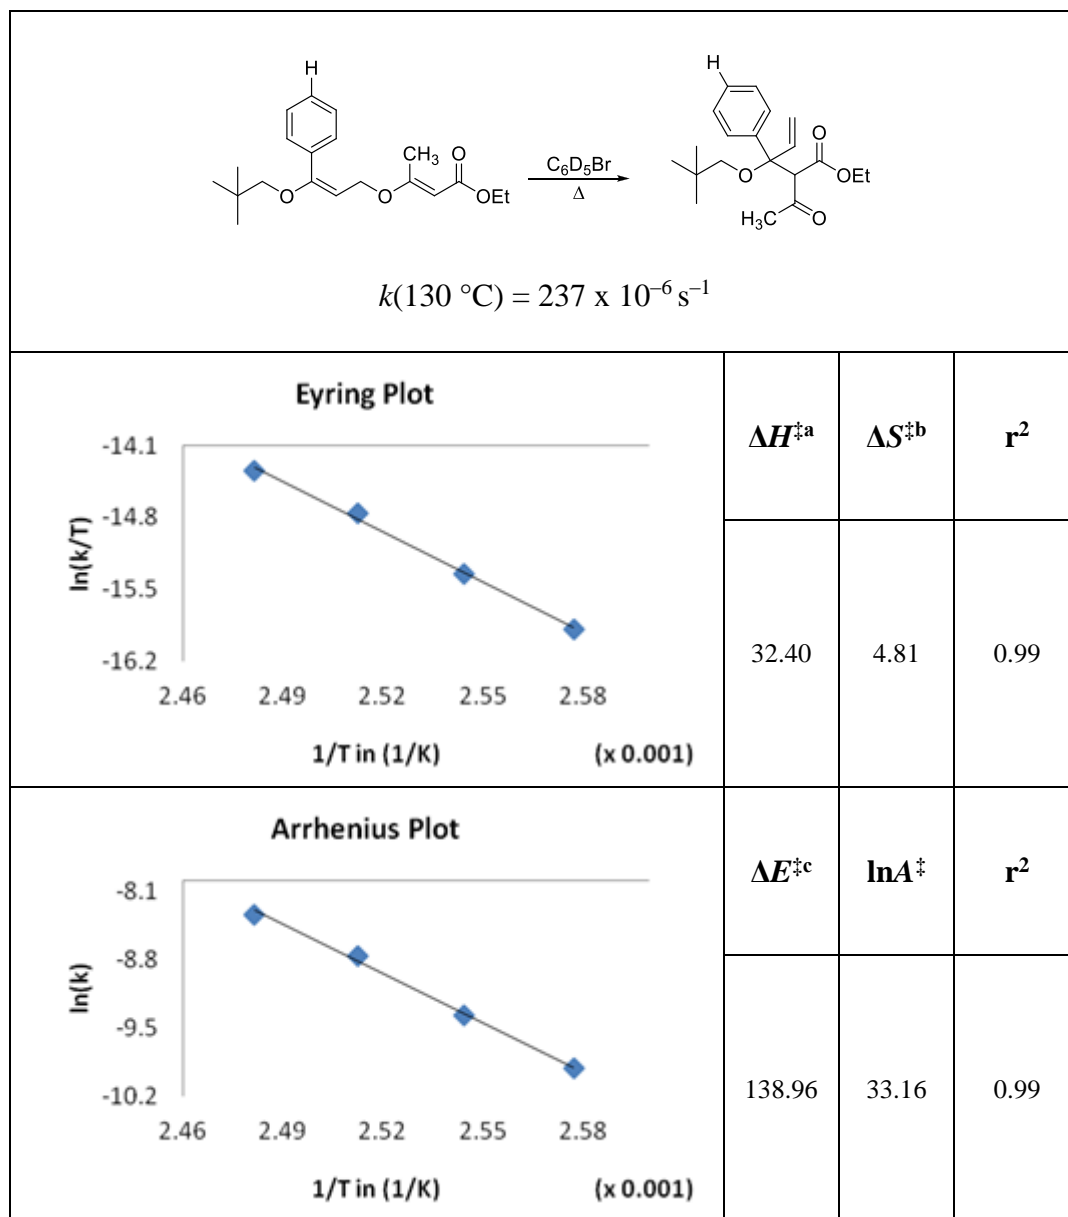 H
CH₃
O
O
O
OEt
C₆D₅Br
Δ
H
O
O
OEt
H₃C
O
k(130 °C) = 237 x 10⁻⁶ s⁻¹
Eyring Plot
ln(k/T)
-14.1
-14.8
-15.5
-16.2
2.46 2.49 2.52 2.55 2.58
1/T in (1/K) (x 0.001)
ΔH‡a ΔS‡b r²
32.40 4.81 0.99
Arrhenius Plot
ln(k)
-8.1
-8.8
-9.5
-10.2
2.46 2.49 2.52 2.55 2.58
1/T in (1/K) (x 0.001)
ΔE‡c lnA‡ r²
138.96 33.16 0.99